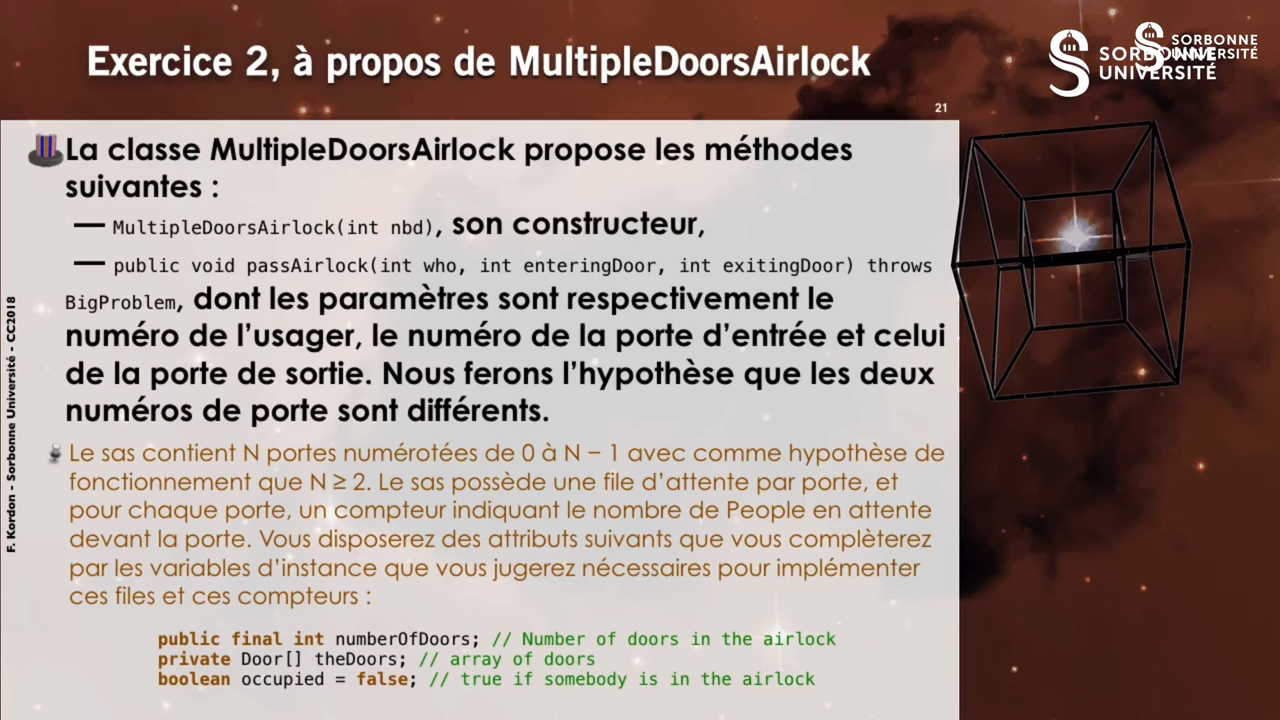 Exercice 2, à propos de MultipleDoorsAirlock
SORBONNE
UNIVERSITÉ
SORBONNE
UNIVERSITÉ
21
La classe MultipleDoorsAirlock propose les méthodes
suivantes :
— MultipleDoorsAirlock(int nbd), son constructeur,
— public void passAirlock(int who, int enteringDoor, int exitingDoor) throws
BigProblem, dont les paramètres sont respectivement le
numéro de l’usager, le numéro de la porte d’entrée et celui
de la porte de sortie. Nous ferons l’hypothèse que les deux
numéros de porte sont différents.
Le sas contient N portes numérotées de 0 à N − 1 avec comme hypothèse de
fonctionnement que N ≥ 2. Le sas possède une file d’attente par porte, et
pour chaque porte, un compteur indiquant le nombre de People en attente
devant la porte. Vous disposerez des attributs suivants que vous complèterez
par les variables d’instance que vous jugerez nécessaires pour implémenter
ces files et ces compteurs :
public final int numberOfDoors; // Number of doors in the airlock
private Door[] theDoors; // array of doors
boolean occupied = false; // true if somebody is in the airlock
F. Kordon - Sorbonne Université - CC2018